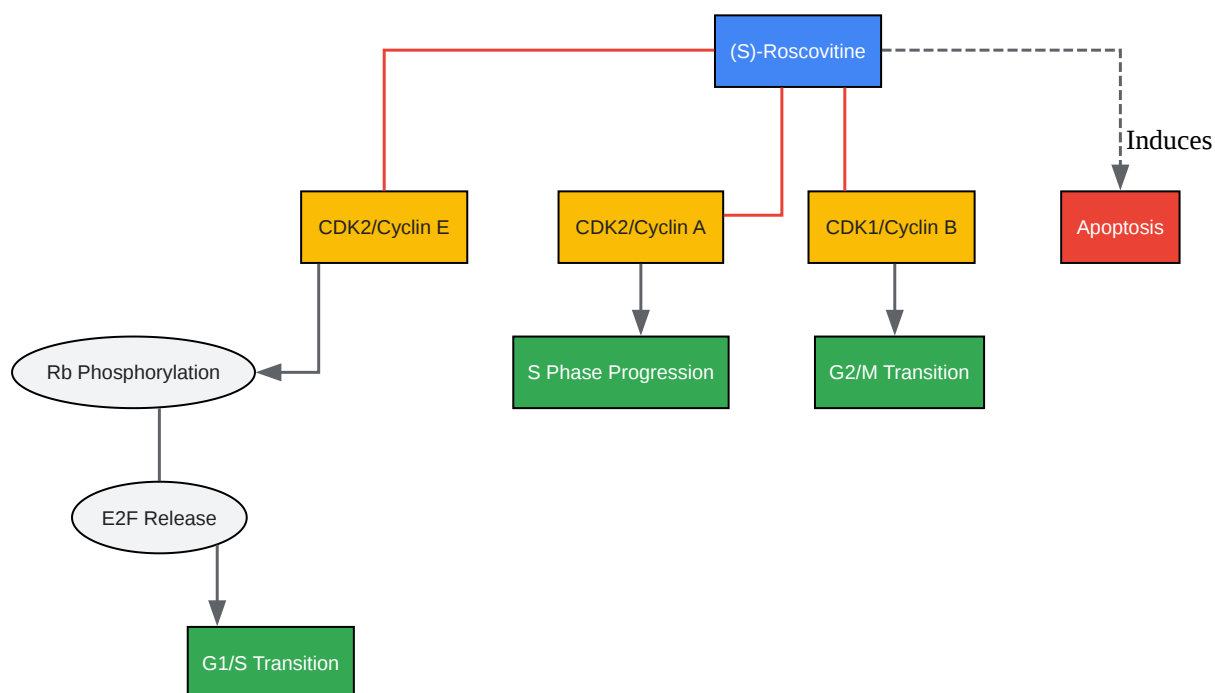 (S)-Roscovitine
Induces
CDK2/Cyclin E
CDK2/Cyclin A
CDK1/Cyclin B
Apoptosis
Rb Phosphorylation
S Phase Progression
G2/M Transition
E2F Release
G1/S Transition